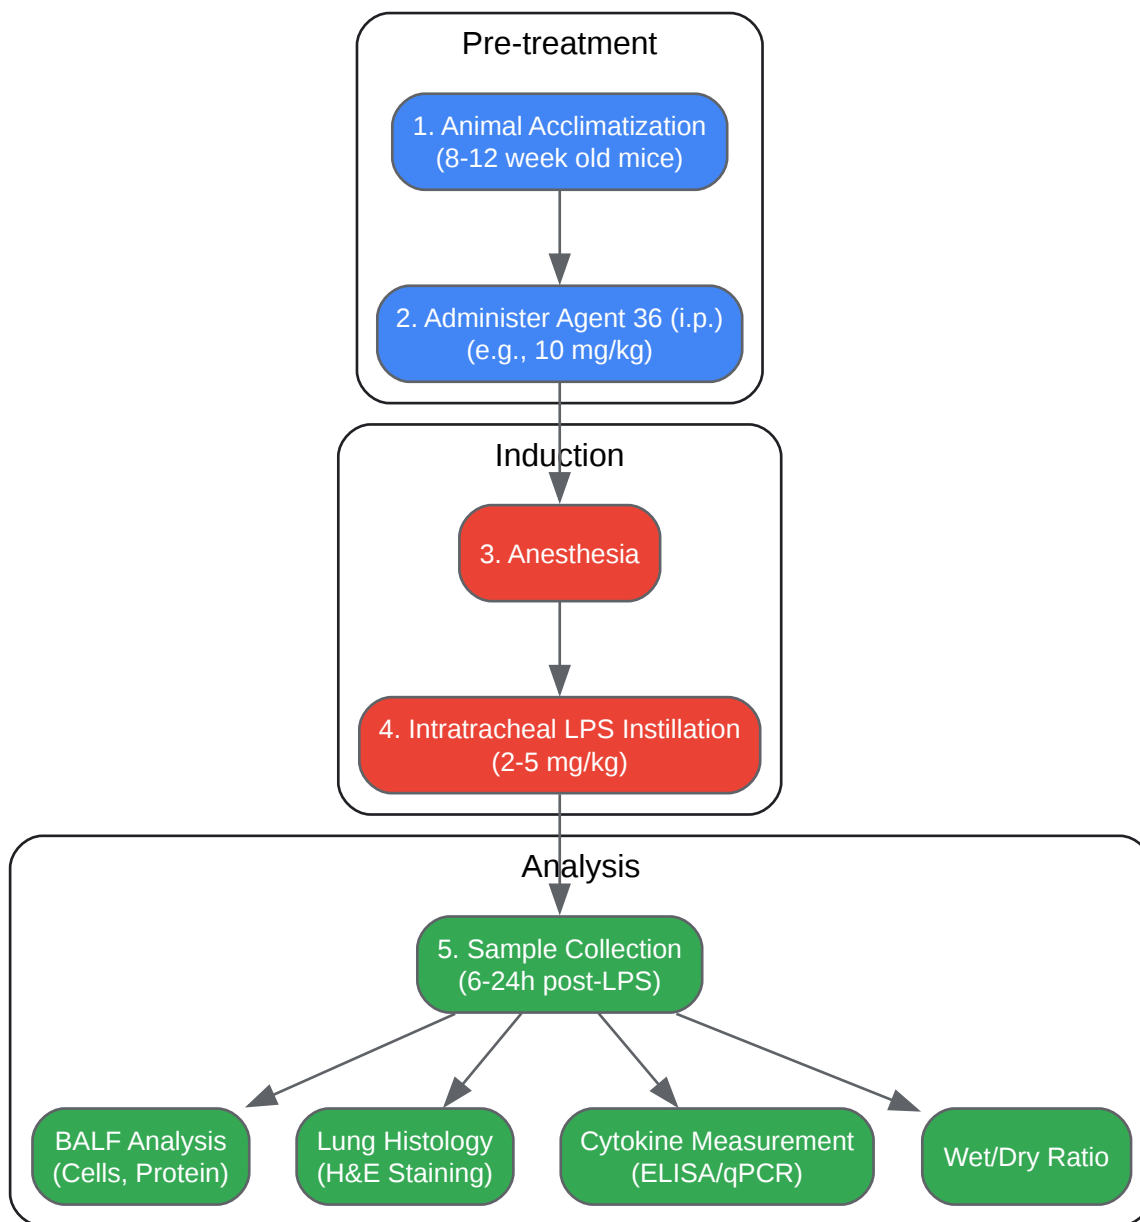 Pre-treatment
1. Animal Acclimatization
(8-12 week old mice)
2. Administer Agent 36 (i.p.)
(e.g., 10 mg/kg)
Induction
3. Anesthesia
4. Intratracheal LPS Instillation
(2-5 mg/kg)
Analysis
5. Sample Collection
(6-24h post-LPS)
BALF Analysis
(Cells, Protein)
Lung Histology
(H&E Staining)
Cytokine Measurement
(ELISA/qPCR)
Wet/Dry Ratio